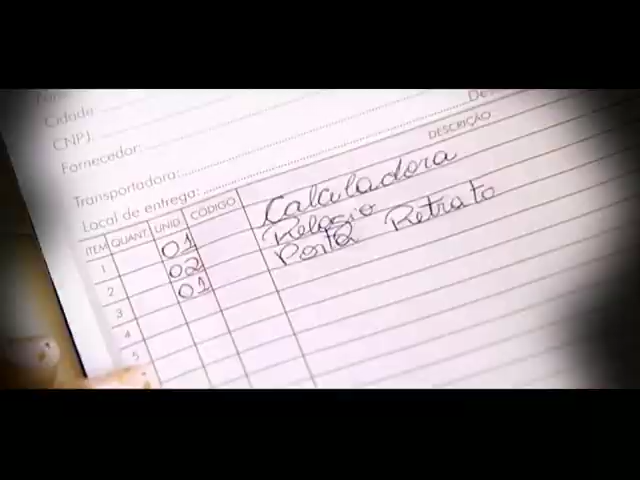 Cidade
CNPJ
Fornecedor:
Transportadora:
Local de entrega:
ITEM QUANT. UNID CÓDIGO DESCRIÇÃO
1 01 Calculadora
2 02 Relogio
3 01 Porta Retrato
4
5